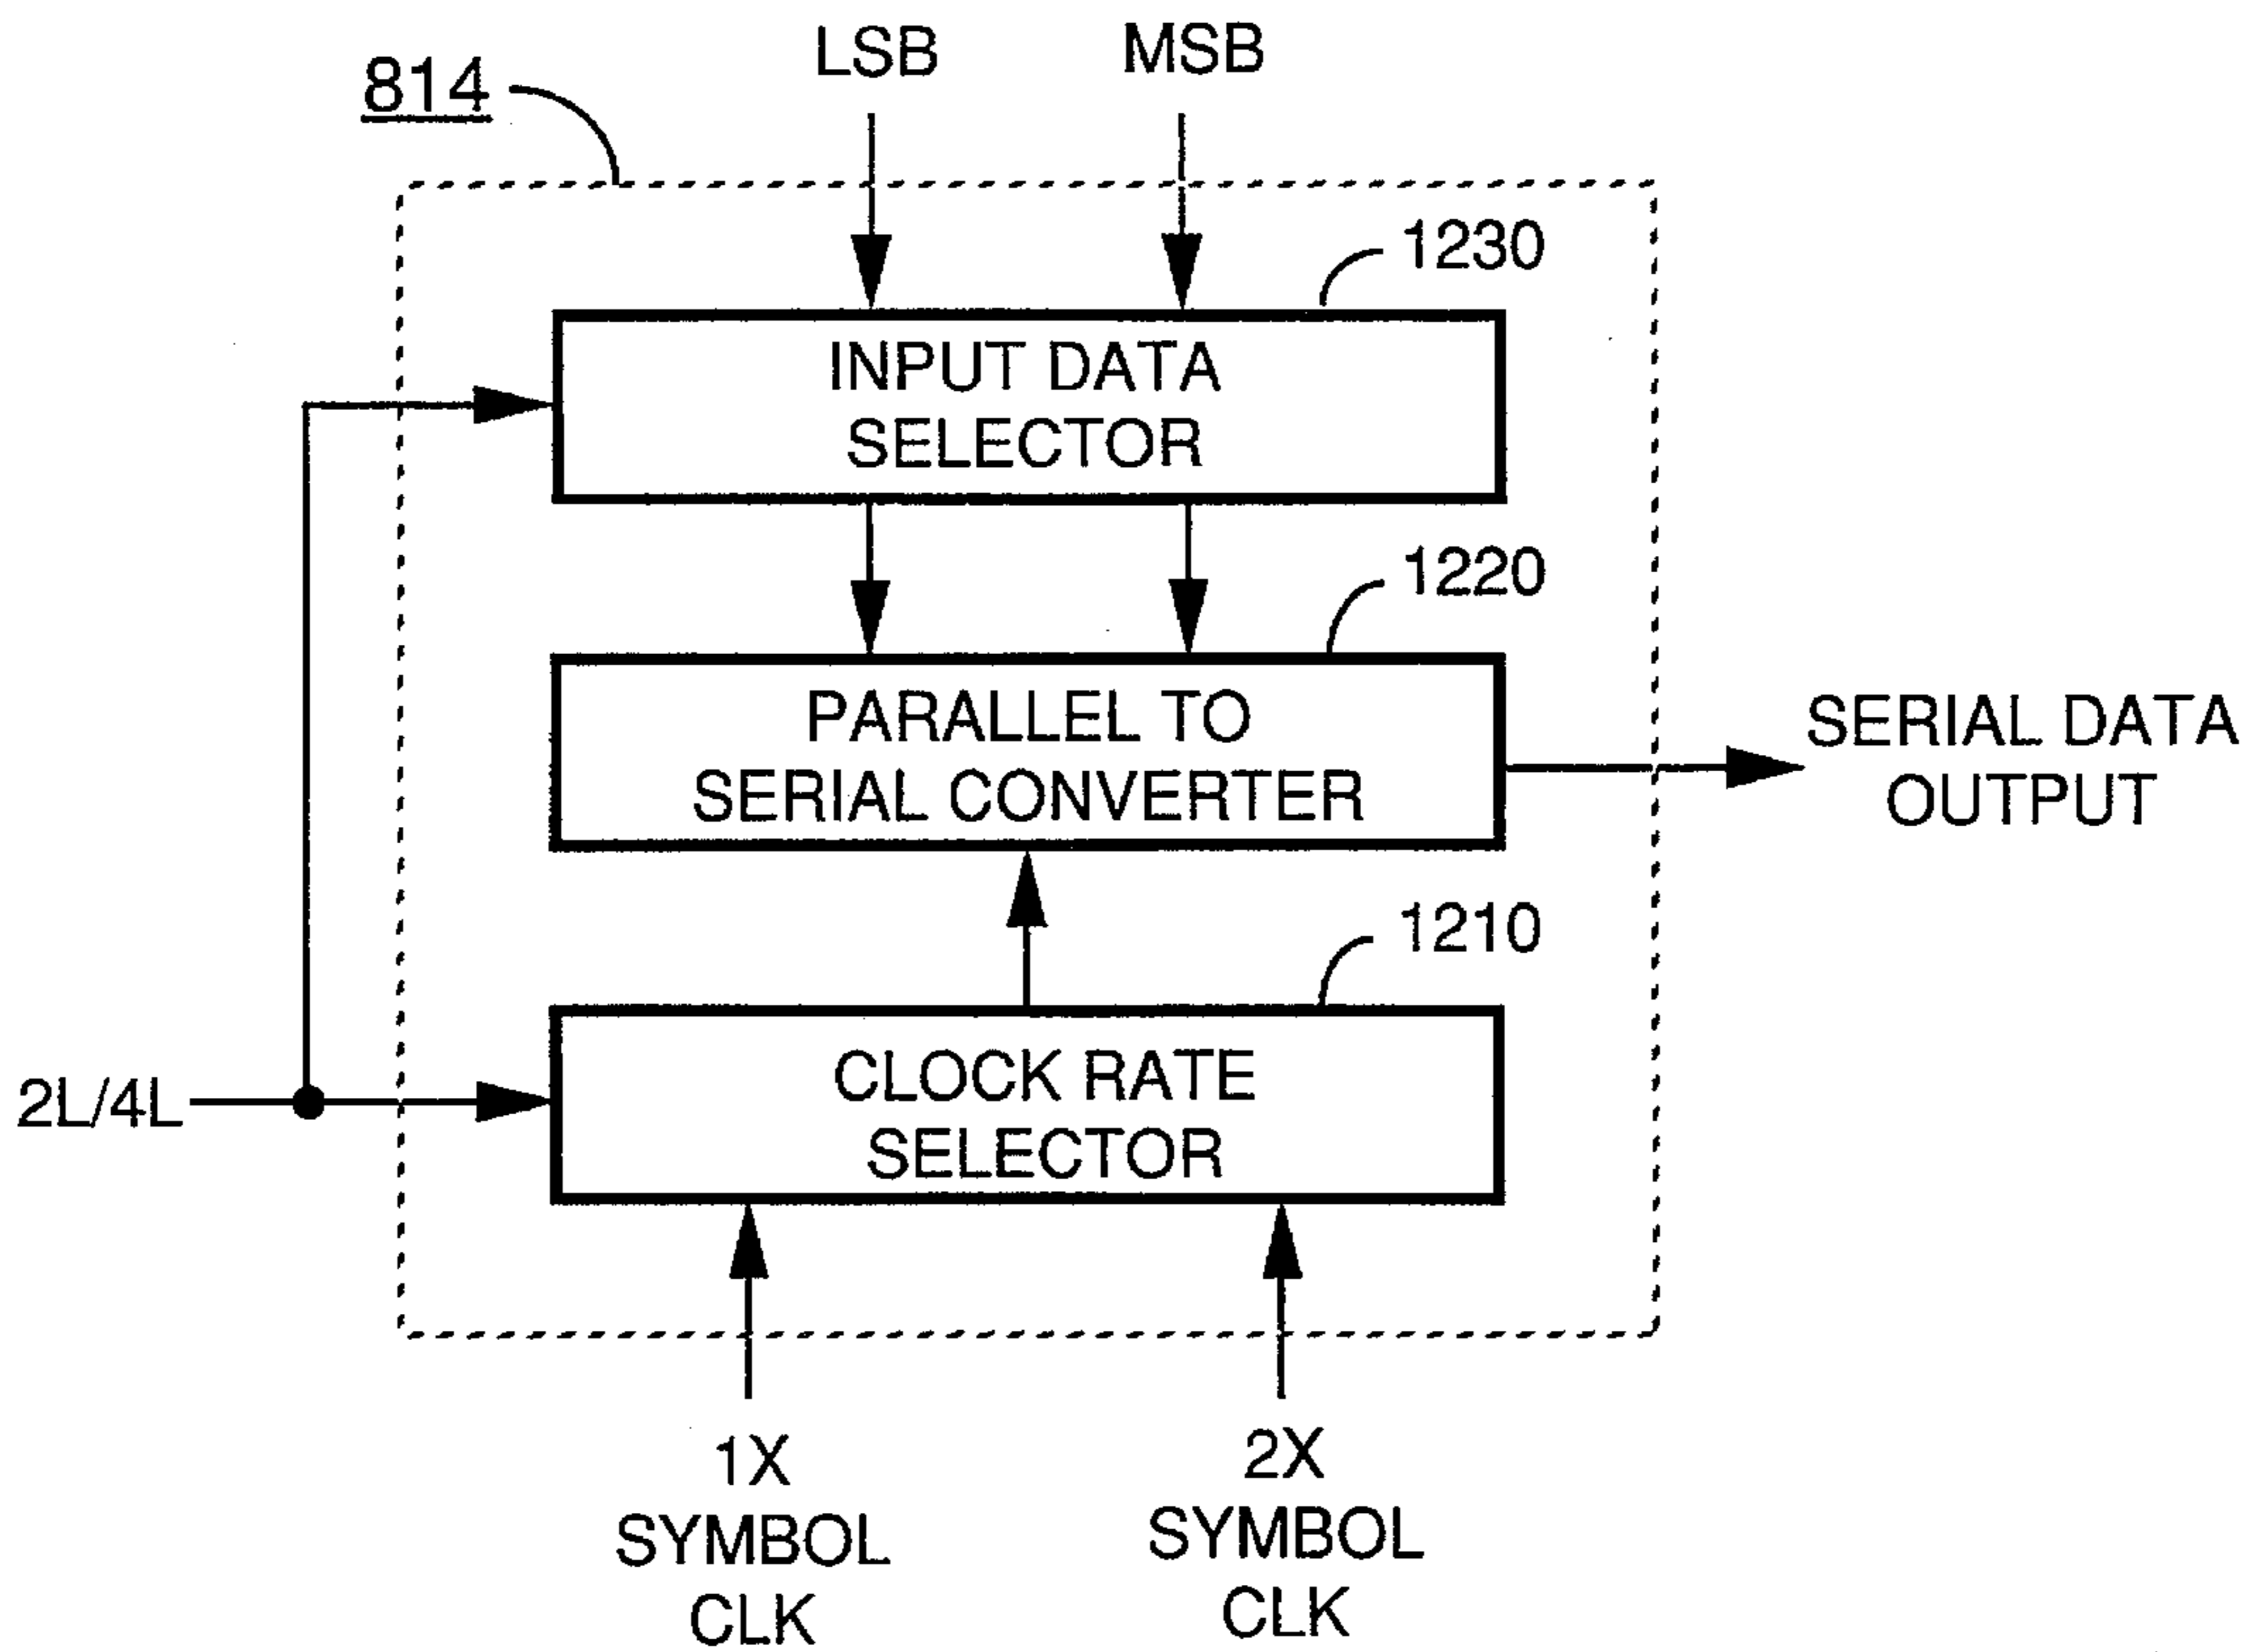 LSB MSB
814
1230
INPUT DATA
SELECTOR
1220
PARALLEL TO
SERIAL CONVERTER
SERIAL DATA
OUTPUT
1210
CLOCK RATE
SELECTOR
2L/4L
1X
SYMBOL
CLK
2X
SYMBOL
CLK